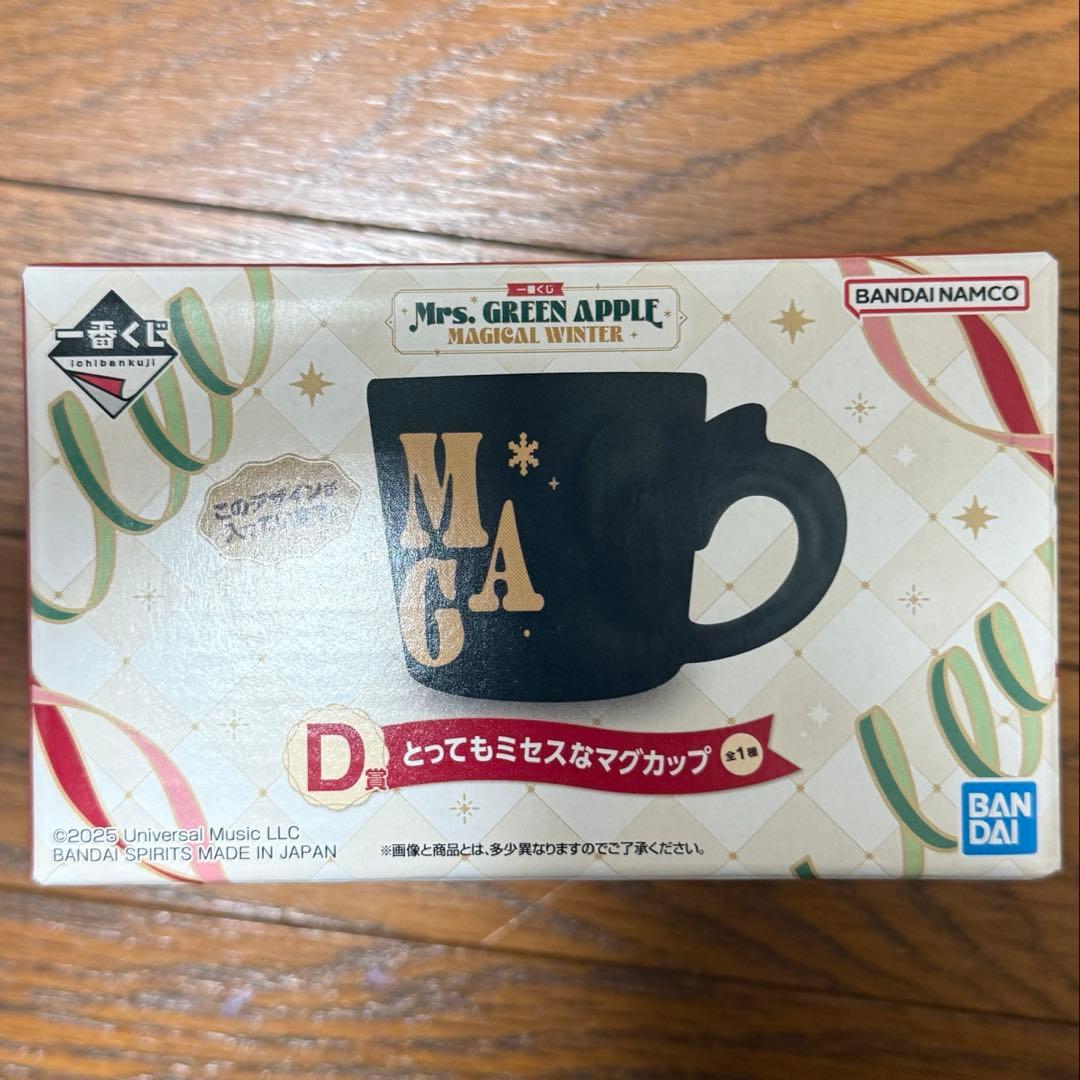 一番くじ
ichibankuji
一番くじ
Mrs. GREEN APPLE
MAGICAL WINTER
BANDAI NAMCO
このデザインが
入っています
M
A
G
D賞
とってもミセスなマグカップ
全1種
©2025 Universal Music LLC
BANDAI SPIRITS MADE IN JAPAN
※画像と商品とは、多少異なりますのでご了承ください。
BAN
DAI